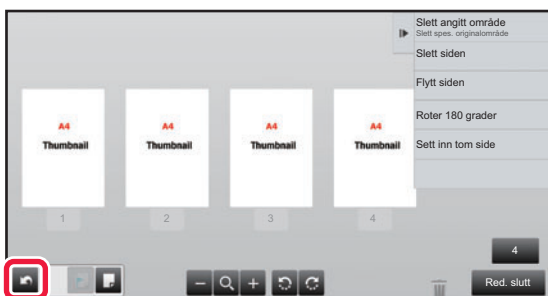 Slett angitt område
Slett spes. originalområde
Slett siden
Flytt siden
Roter 180 grader
Sett inn tom side
A4
Thumbnail
A4
Thumbnail
A4
Thumbnail
A4
Thumbnail
1
2
3
4
4
Red. slutt